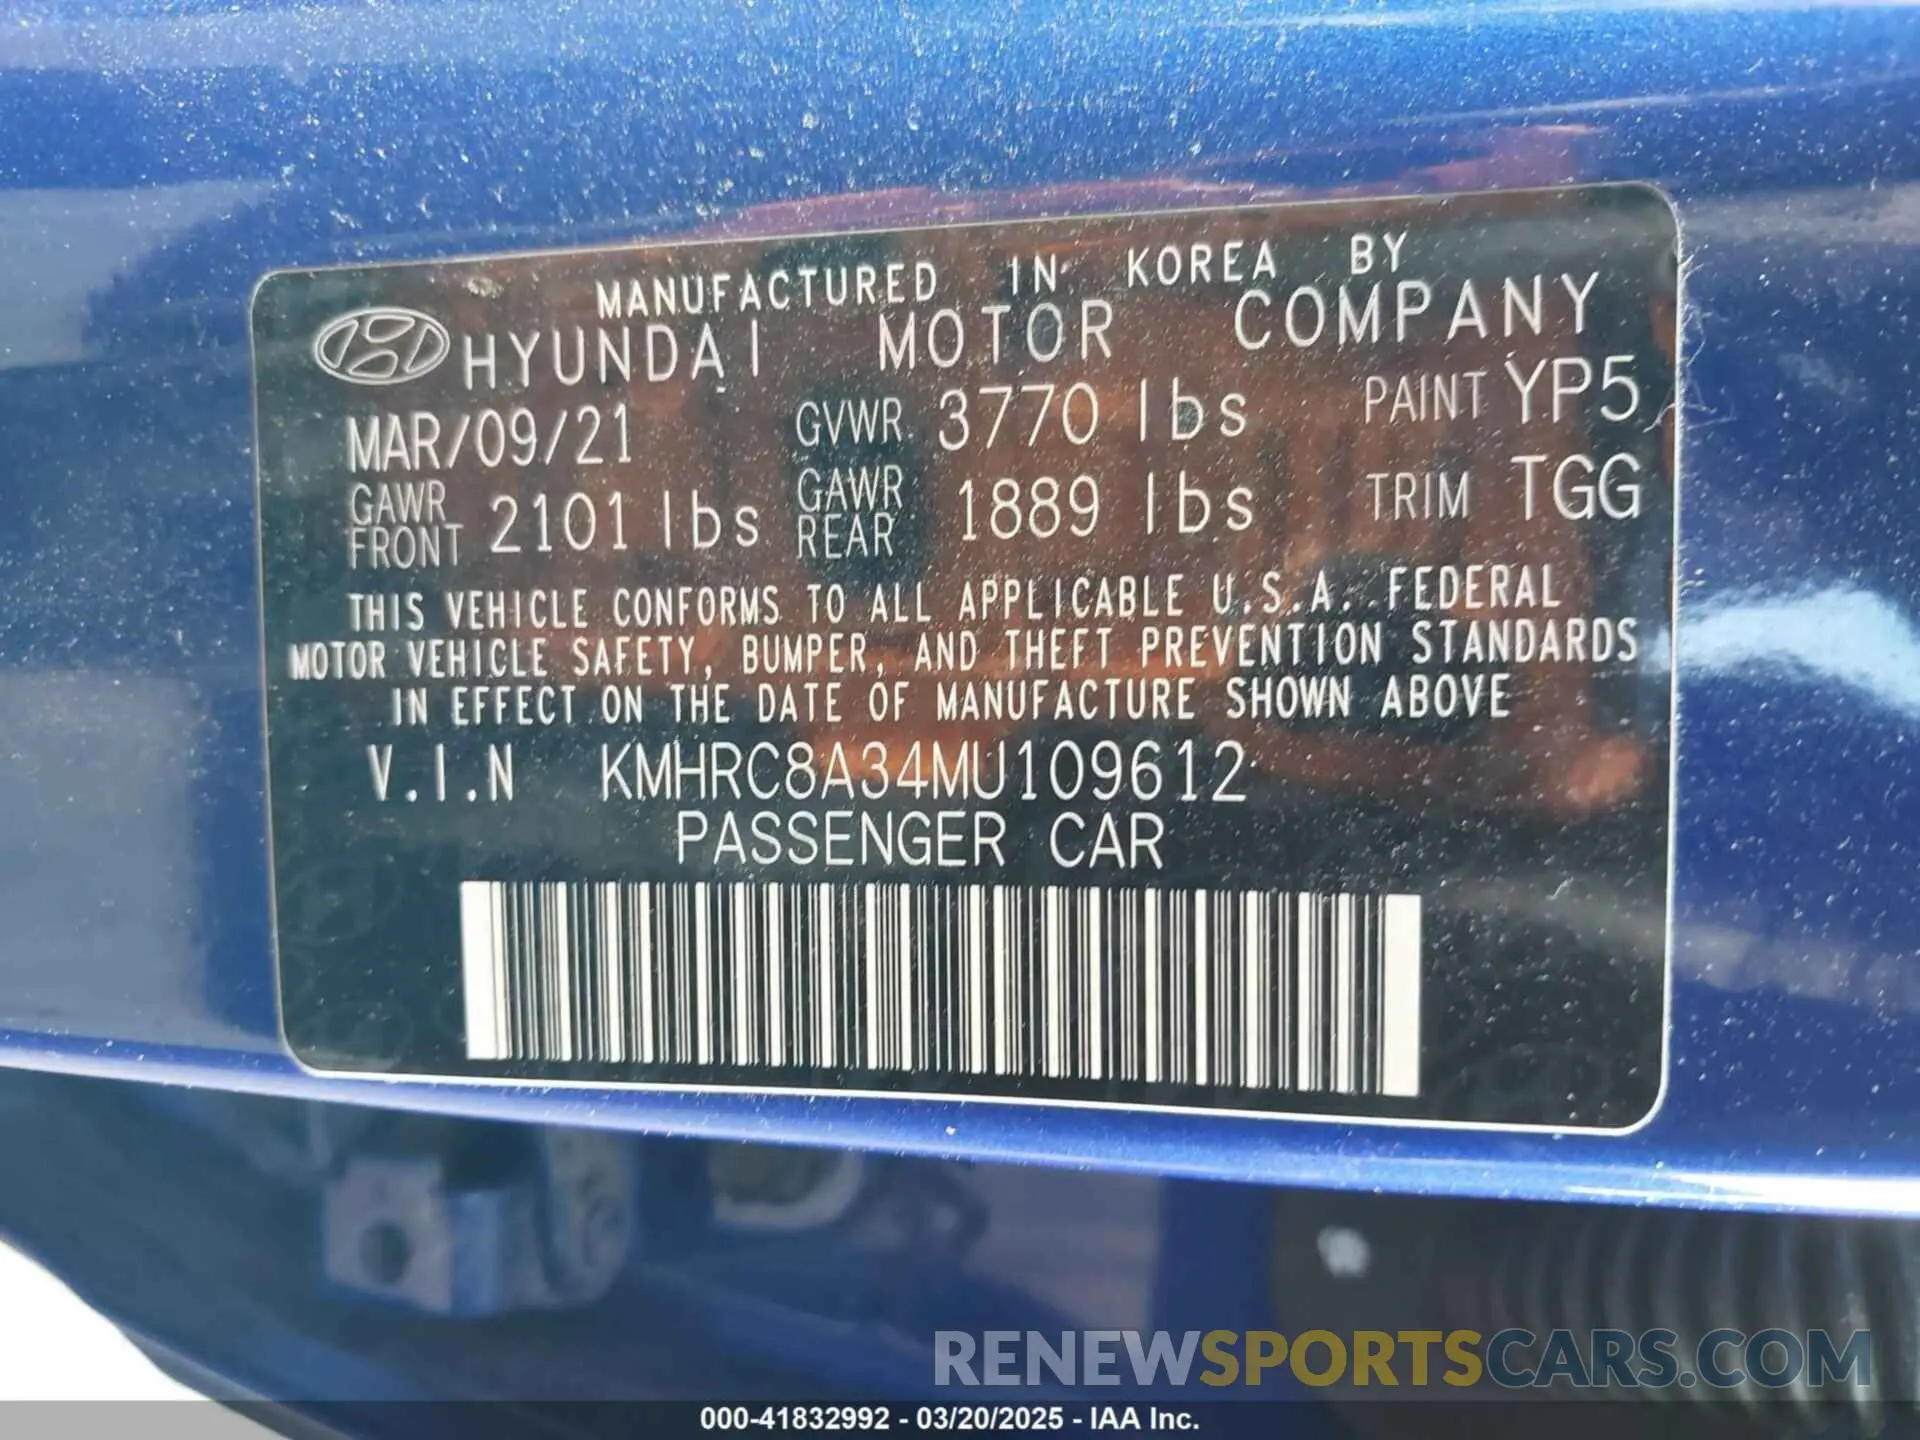 MANUFACTURED IN KOREA BY
HYUNDAI MOTOR COMPANY
MAR/09/21 GVWR 3770 lbs PAINT YP5
GAWR FRONT 2101 lbs GAWR REAR 1889 lbs TRIM TGG
THIS VEHICLE CONFORMS TO ALL APPLICABLE U.S.A. FEDERAL
MOTOR VEHICLE SAFETY, BUMPER, AND THEFT PREVENTION STANDARDS
IN EFFECT ON THE DATE OF MANUFACTURE SHOWN ABOVE
V.I.N KMHRC8A34MU109612
PASSENGER CAR
RENEWSPORTSCARS.COM
000-41832992 - 03/20/2025 - IAA Inc.